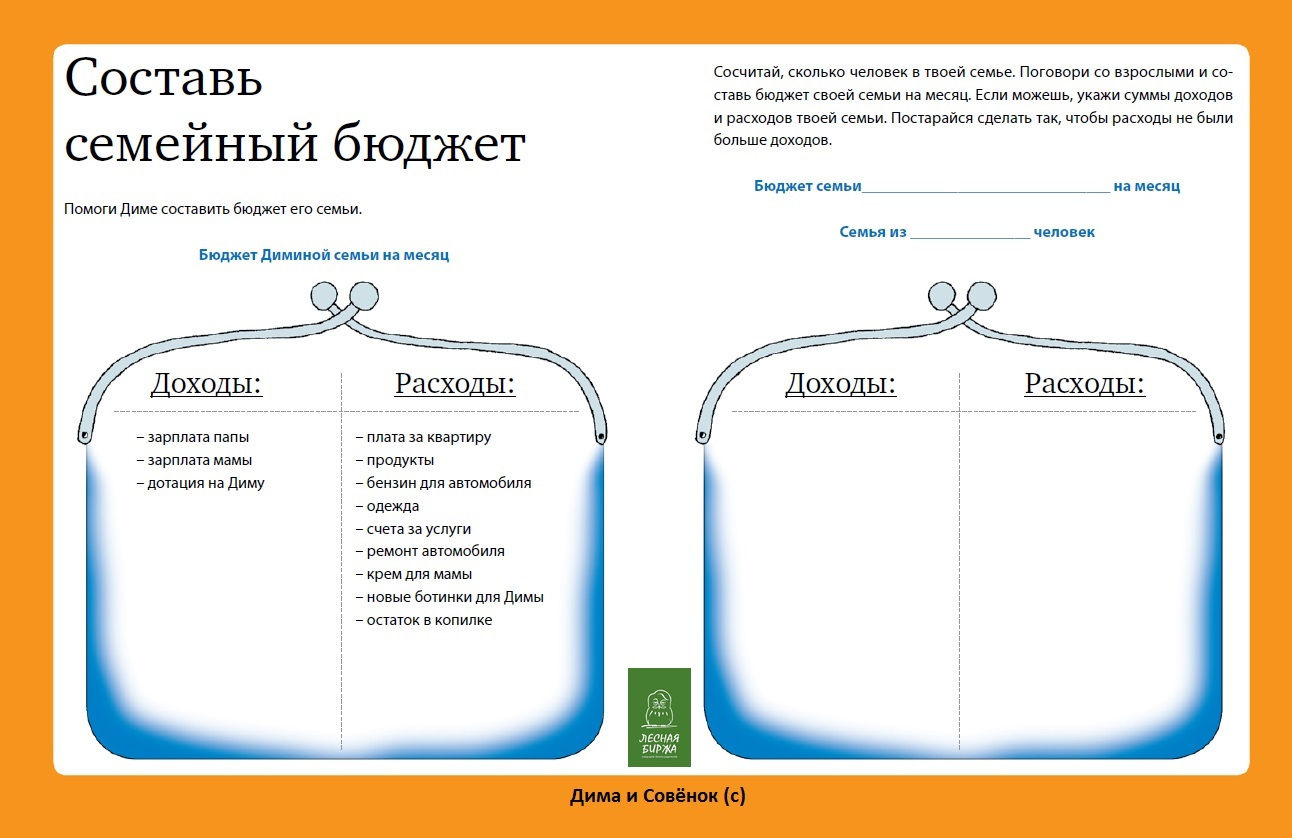 Составь
семейный бюджет
Помоги Диме составить бюджет его семьи.
Бюджет Диминой семьи на месяц
Доходы:
– зарплата папы
– зарплата мамы
– дотация на Диму
Расходы:
– плата за квартиру
– продукты
– бензин для автомобиля
– одежда
– счета за услуги
– ремонт автомобиля
– крем для мамы
– новые ботинки для Димы
– остаток в копилке
Сосчитай, сколько человек в твоей семье. Поговори со взрослыми и со-
ставь бюджет своей семьи на месяц. Если можешь, укажи суммы доходов
и расходов твоей семьи. Постарайся сделать так, чтобы расходы не были
больше доходов.
Бюджет семьи_______________________________ на месяц
Семья из _______________ человек
Доходы:
Расходы:
ЛЕСНАЯ
БИРЖА
Дима и Совёнок (с)